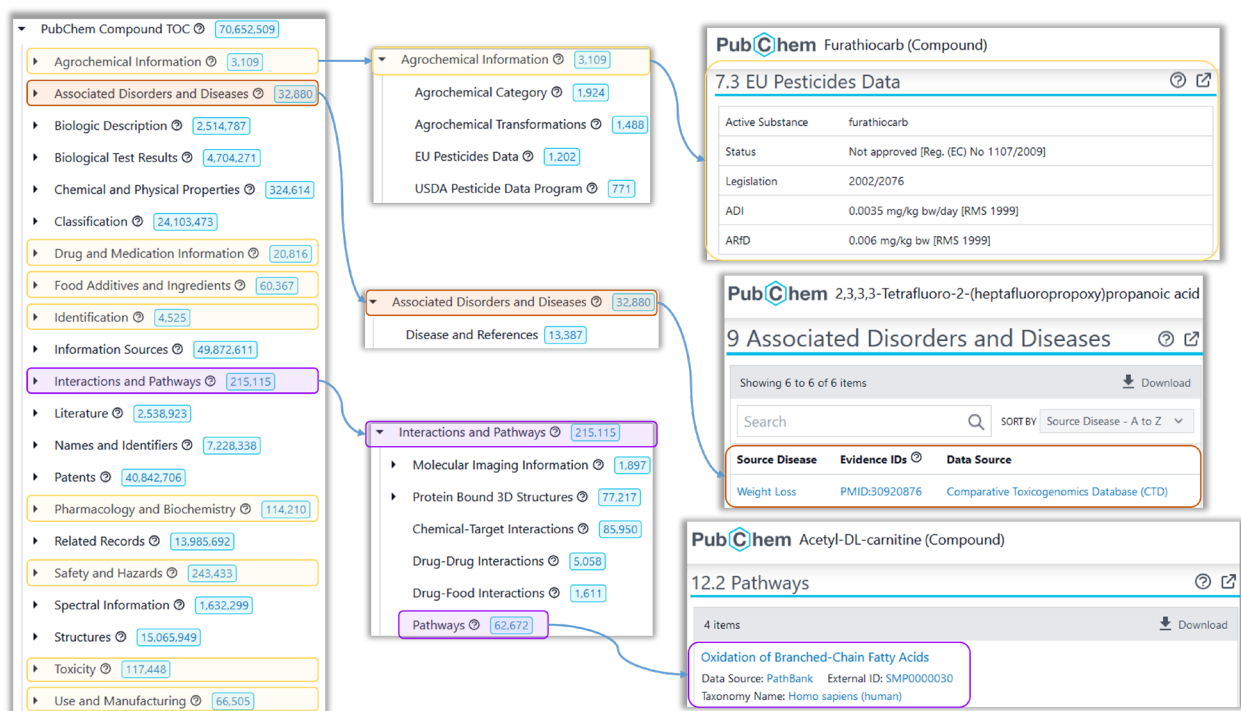 PubChem Compound TOC 70,652,509
Agrochemical Information 3,109
Associated Disorders and Diseases 32,880
Biologic Description 2,514,787
Biological Test Results 4,704,271
Chemical and Physical Properties 324,614
Classification 24,103,473
Drug and Medication Information 20,816
Food Additives and Ingredients 60,367
Identification 4,525
Information Sources 49,872,611
Interactions and Pathways 215,115
Literature 2,538,923
Names and Identifiers 7,228,338
Patents 40,842,706
Pharmacology and Biochemistry 114,210
Related Records 13,985,692
Safety and Hazards 243,433
Spectral Information 1,632,299
Structures 15,065,949
Toxicity 117,448
Use and Manufacturing 66,505
Agrochemical Information 3,109
Agrochemical Category 1,924
Agrochemical Transformations 1,488
EU Pesticides Data 1,202
USDA Pesticide Data Program 771
Associated Disorders and Diseases 32,880
Disease and References 13,387
Interactions and Pathways 215,115
Molecular Imaging Information 1,897
Protein Bound 3D Structures 77,217
Chemical-Target Interactions 85,950
Drug-Drug Interactions 5,058
Drug-Food Interactions 1,611
Pathways 62,672
PubChem Furathiocarb (Compound)
7.3 EU Pesticides Data
Active Substance furathiocarb
Status Not approved [Reg. (EC) No 1107/2009]
Legislation 2002/2076
ADI 0.0035 mg/kg bw/day [RMS 1999]
ARfD 0.006 mg/kg bw [RMS 1999]
PubChem 2,3,3,3-Tetrafluoro-2-(heptafluoropropoxy)propanoic acid
9 Associated Disorders and Diseases
Showing 6 to 6 of 6 items Download
Search SORT BY Source Disease - A to Z
Source Disease Evidence IDs Data Source
Weight Loss PMID:30920876 Comparative Toxicogenomics Database (CTD)
PubChem Acetyl-DL-carnitine (Compound)
12.2 Pathways
4 items Download
Oxidation of Branched-Chain Fatty Acids
Data Source: PathBank External ID: SMP0000030
Taxonomy Name: Homo sapiens (human)